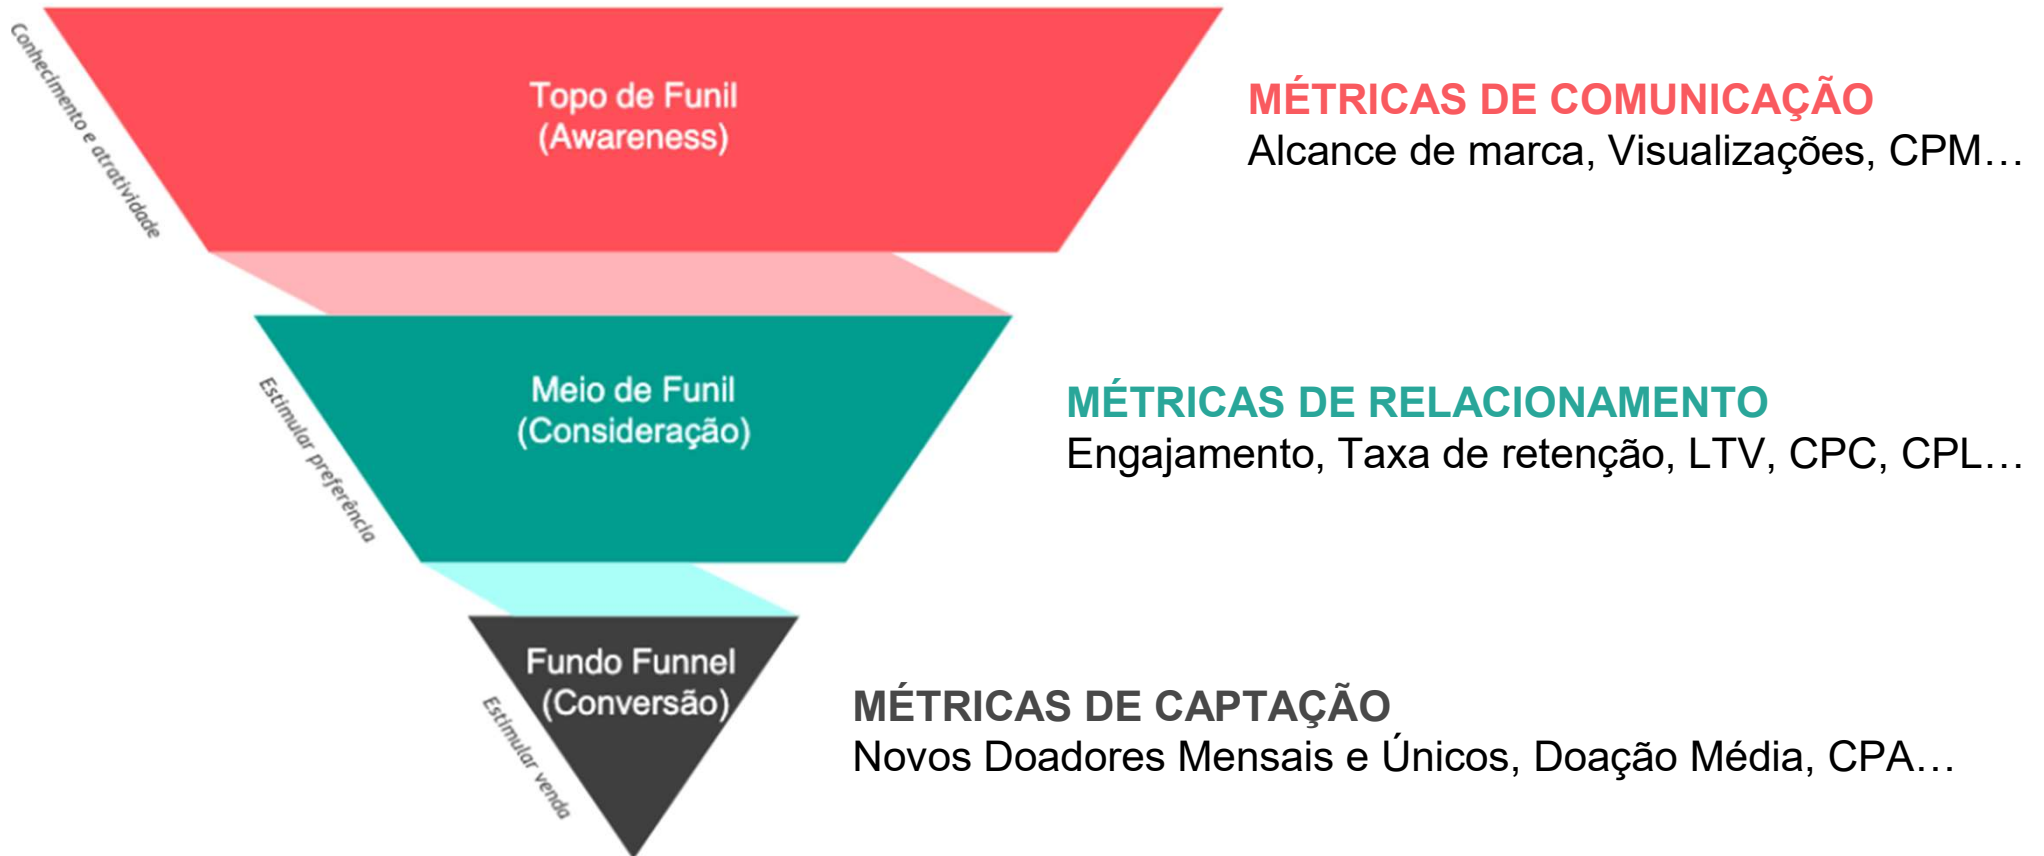 Conhecimento e atratividade
Topo de Funil
(Awareness)
MÉTRICAS DE COMUNICAÇÃO
Alcance de marca, Visualizações, CPM…
Estimular preferência
Meio de Funil
(Consideração)
MÉTRICAS DE RELACIONAMENTO
Engajamento, Taxa de retenção, LTV, CPC, CPL…
Estimular venda
Fundo Funnel
(Conversão)
MÉTRICAS DE CAPTAÇÃO
Novos Doadores Mensais e Únicos, Doação Média, CPA…